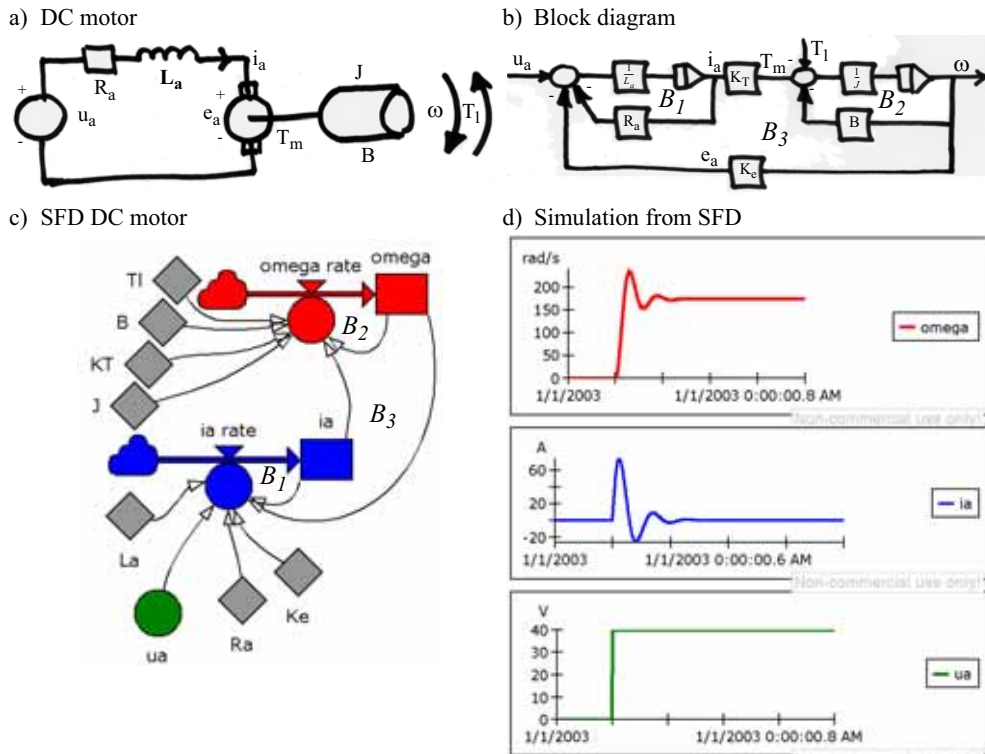 a) DC motor
b) Block diagram
+ R_a L_a i_a
u_a e_a + - T_m
-
J
B
ω T_l
u_a - - 1/L_a B_1 i_a K_T T_m - T_l - 1/J B_2 ω
R_a B_3 B
e_a K_e
c) SFD DC motor
Tl
B
KT
J
omega rate
omega
B_2
B_3
ia rate
ia
B_1
La
ua
Ra
Ke
d) Simulation from SFD
rad/s
200
150
100
50
0
1/1/2003 1/1/2003 0:00:00.8 AM
omega
Non-commercial use only!
A
60
20
-20
1/1/2003 1/1/2003 0:00:00.6 AM
ia
Non-commercial use only!
V
40
30
20
10
0
1/1/2003 1/1/2003 0:00:00.8 AM
ua